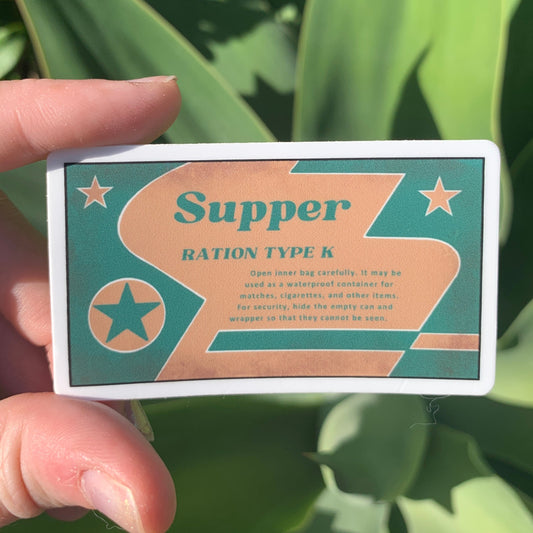 Supper
RATION TYPE K
Open inner bag carefully. It may be
used as a waterproof container for
matches, cigarettes, and other items.
For security, hide the empty can and
wrapper so that they cannot be seen.